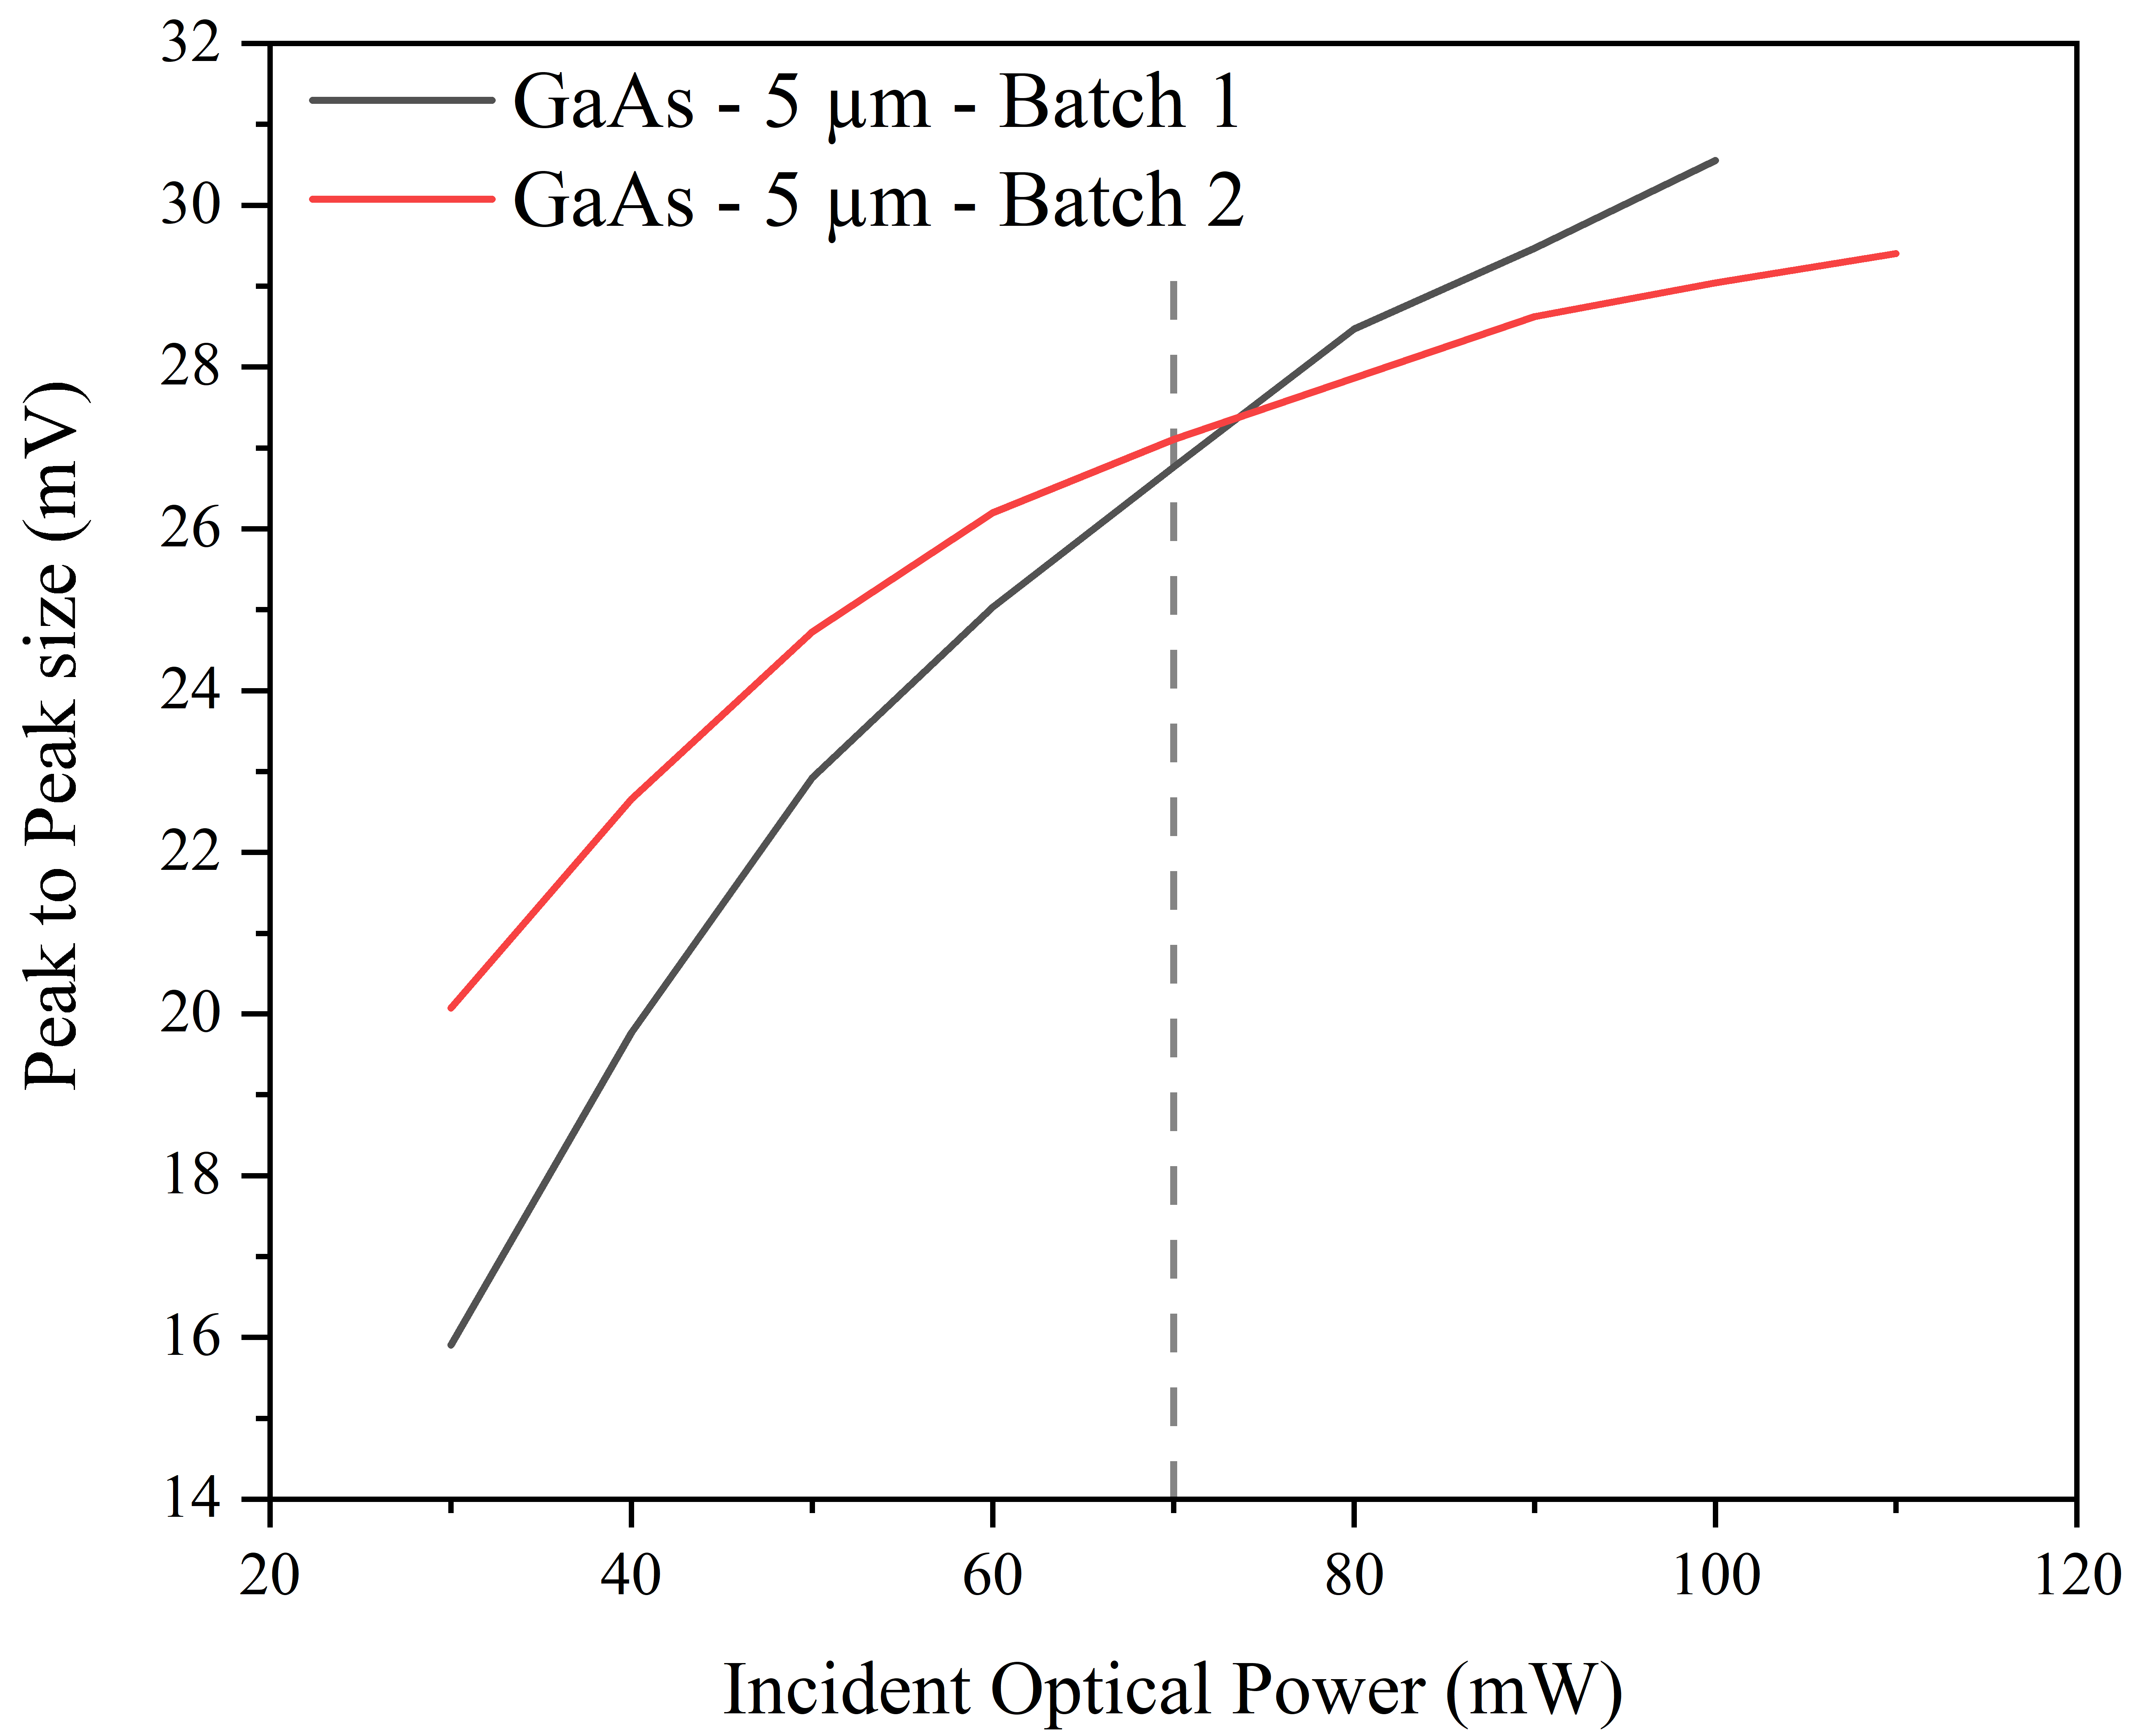 32
30
28
26
24
22
20
18
16
14
Peak to Peak size (mV)
GaAs - 5 µm - Batch 1
GaAs - 5 µm - Batch 2
20 40 60 80 100 120
Incident Optical Power (mW)